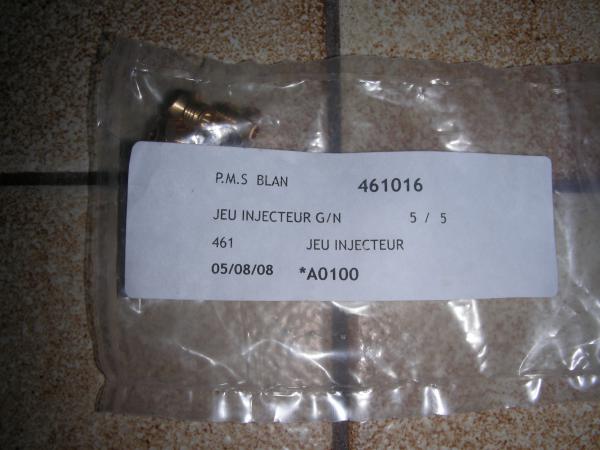 P.M.S BLAN 461016
JEU INJECTEUR G/N 5 / 5
461 JEU INJECTEUR
05/08/08 *A0100